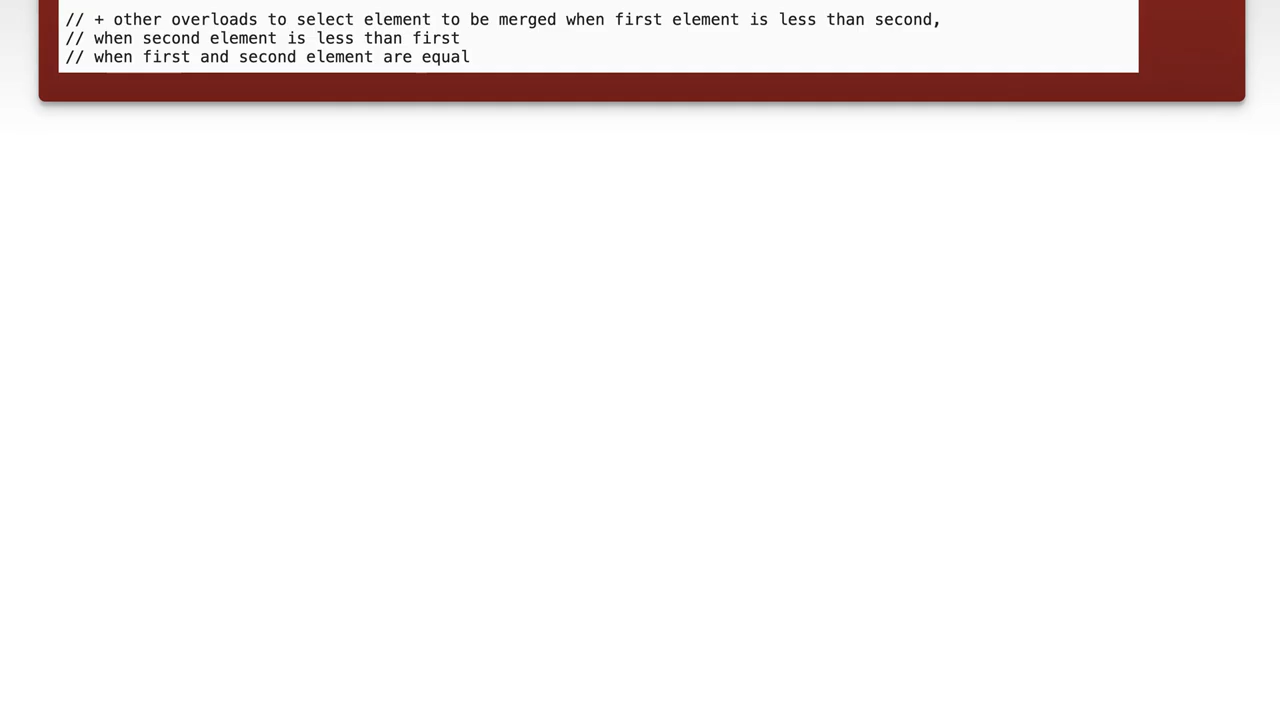 // + other overloads to select element to be merged when first element is less than second,
// when second element is less than first
// when first and second element are equal